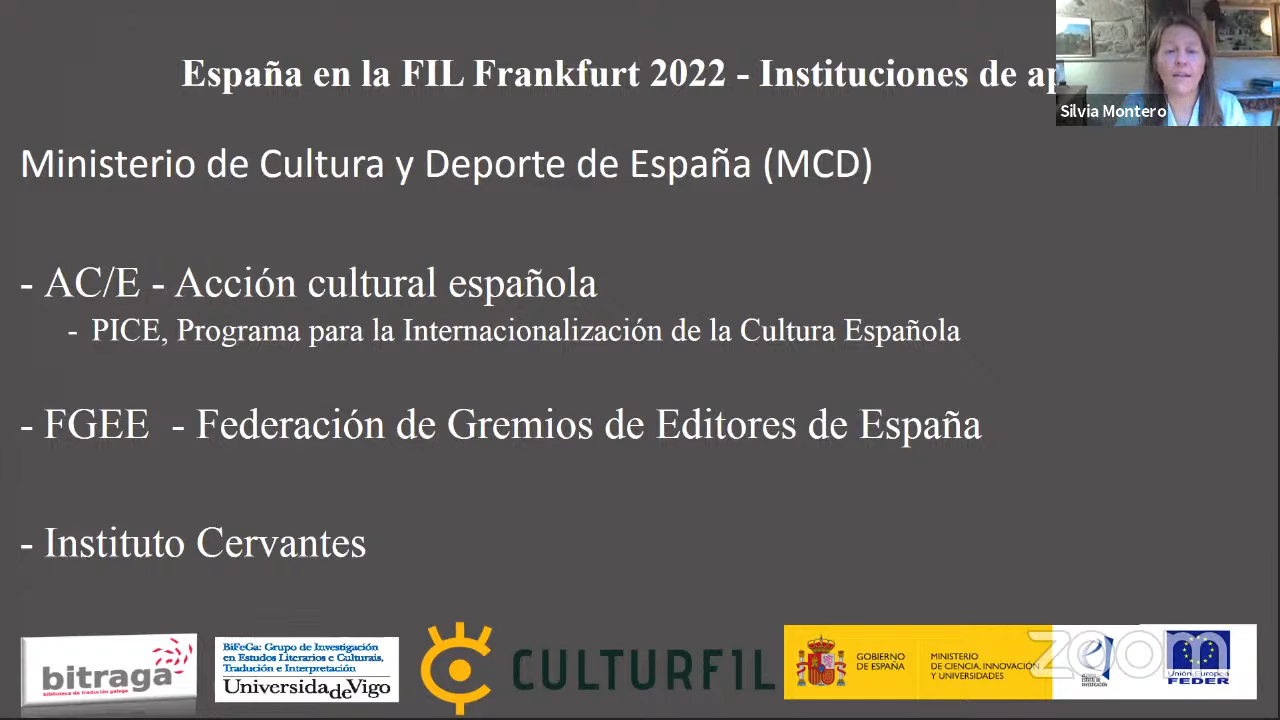 España en la FIL Frankfurt 2022 - Instituciones de ap
Silvia Montero
Ministerio de Cultura y Deporte de España (MCD)
- AC/E - Acción cultural española
- PICE, Programa para la Internacionalización de la Cultura Española
- FGEE - Federación de Gremios de Editores de España
- Instituto Cervantes
bitraga
biblioteca da tradución galega
BiFeGa: Grupo de Investigación
en Estudos Literarios e Culturais,
Tradución e Interpretación
Universidade de Vigo
CULTURFIL
GOBIERNO
DE ESPAÑA
MINISTERIO
DE CIENCIA, INNOVACIÓN
Y UNIVERSIDADES
zoom
Unión Europea
FEDER